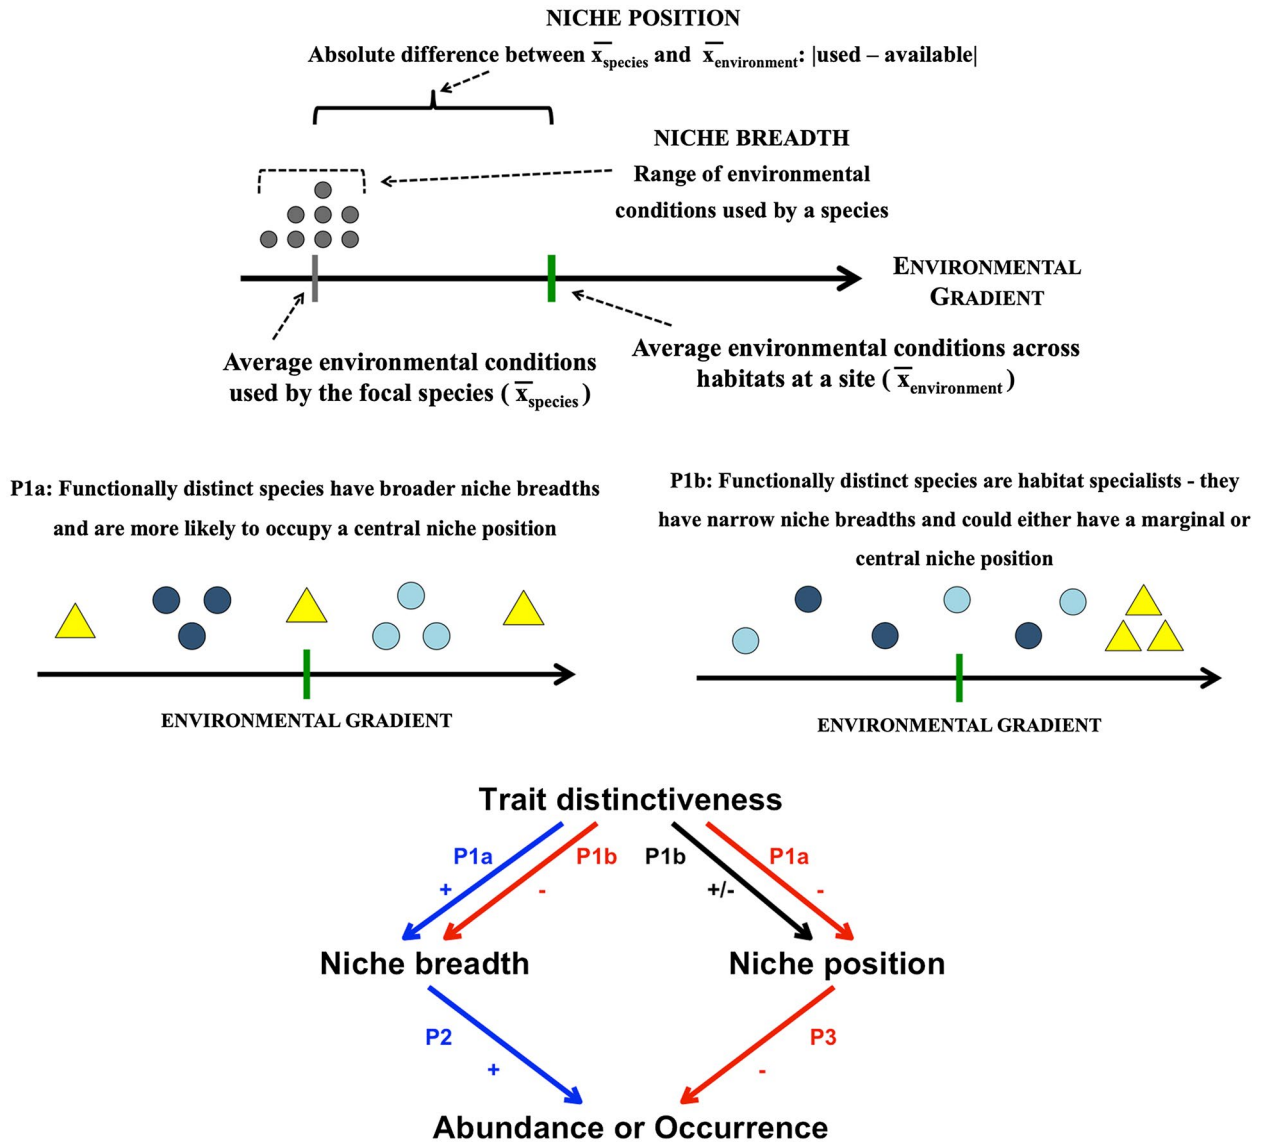 NICHE POSITION
Absolute difference between x̅species and x̅environment: |used – available|
NICHE BREADTH
Range of environmental
conditions used by a species
ENVIRONMENTAL
GRADIENT
Average environmental conditions
used by the focal species ( x̅species )
Average environmental conditions across
habitats at a site ( x̅environment )
P1a: Functionally distinct species have broader niche breadths
and are more likely to occupy a central niche position
ENVIRONMENTAL GRADIENT
P1b: Functionally distinct species are habitat specialists - they
have narrow niche breadths and could either have a marginal or
central niche position
ENVIRONMENTAL GRADIENT
Trait distinctiveness
P1a P1b P1b P1a
+ - +/- -
Niche breadth Niche position
P2 P3
+ -
Abundance or Occurrence